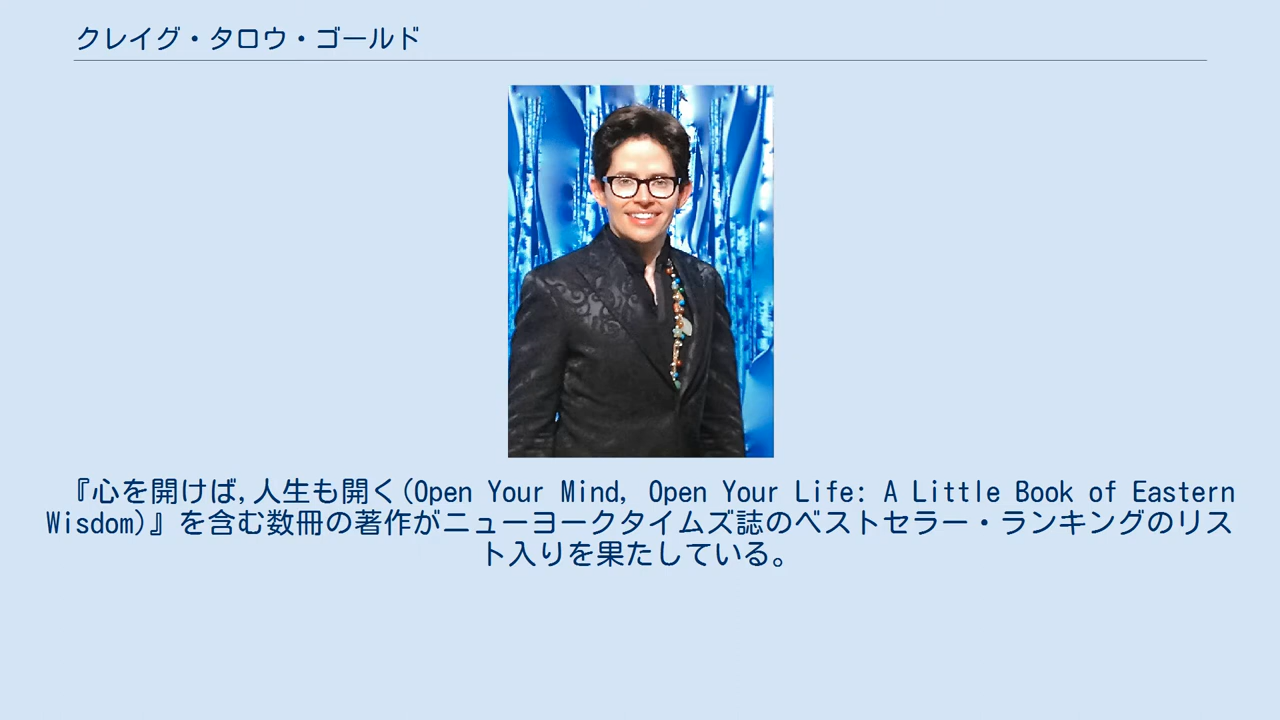 クレイグ・タロウ・ゴールド
『心を開けば,人生も開く(Open Your Mind, Open Your Life: A Little Book of Eastern
Wisdom)』を含む数冊の著作がニューヨークタイムズ誌のベストセラー・ランキングのリス
ト入りを果たしている。